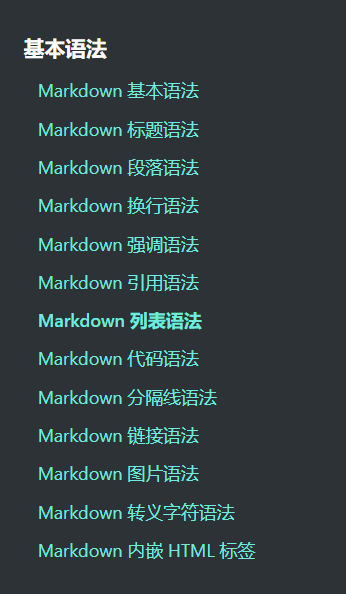 基本语法
Markdown 基本语法
Markdown 标题语法
Markdown 段落语法
Markdown 换行语法
Markdown 强调语法
Markdown 引用语法
Markdown 列表语法
Markdown 代码语法
Markdown 分隔线语法
Markdown 链接语法
Markdown 图片语法
Markdown 转义字符语法
Markdown 内嵌 HTML 标签